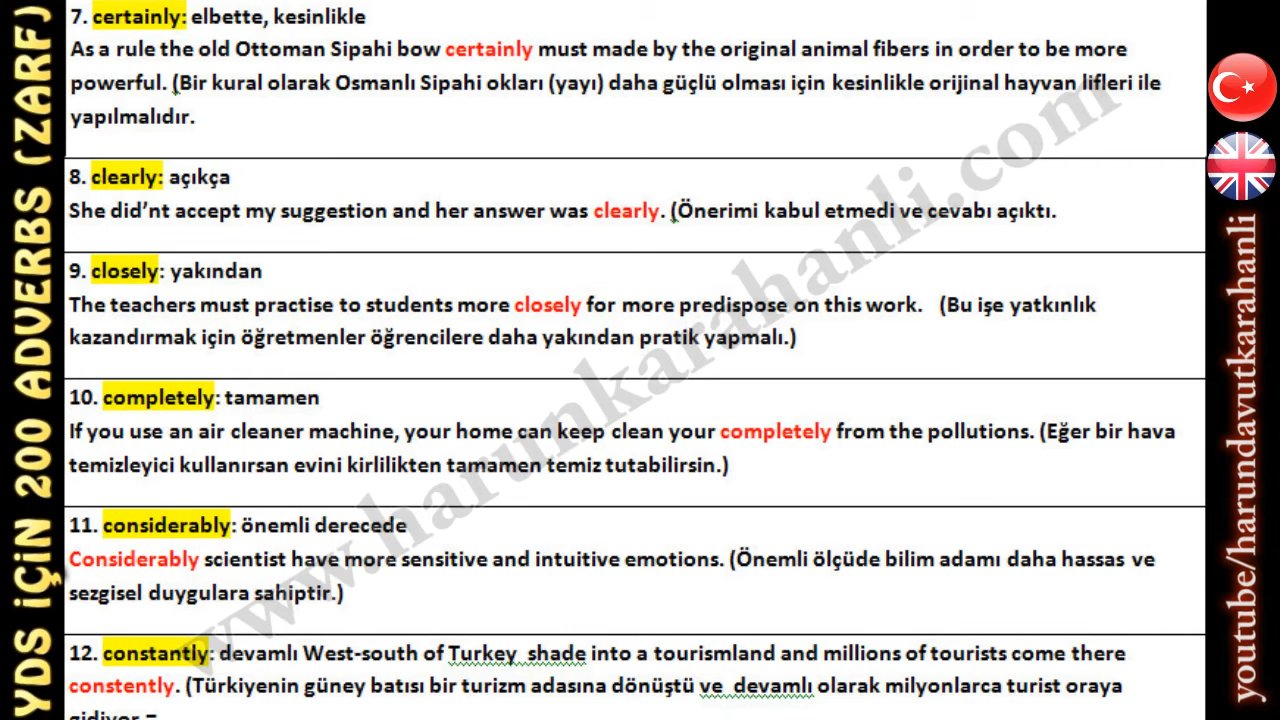 YDS İÇİN 200 ADVERBS (ZARF)
7. certainly: elbette, kesinlikle
As a rule the old Ottoman Sipahi bow certainly must made by the original animal fibers in order to be more
powerful. (Bir kural olarak Osmanlı Sipahi okları (yayı) daha güçlü olması için kesinlikle orijinal hayvan lifleri ile
yapılmalıdır.
8. clearly: açıkça
She did’nt accept my suggestion and her answer was clearly. (Önerimi kabul etmedi ve cevabı açıktı.
9. closely: yakından
The teachers must practise to students more closely for more predispose on this work. (Bu işe yatkınlık
kazandırmak için öğretmenler öğrencilere daha yakından pratik yapmalı.)
10. completely: tamamen
If you use an air cleaner machine, your home can keep clean your completely from the pollutions. (Eğer bir hava
temizleyici kullanırsan evini kirlilikten tamamen temiz tutabilirsin.)
11. considerably: önemli derecede
Considerably scientist have more sensitive and intuitive emotions. (Önemli ölçüde bilim adamı daha hassas ve
sezgisel duygulara sahiptir.)
12. constantly: devamlı West-south of Turkey shade into a tourismland and millions of tourists come there
constently. (Türkiyenin güney batısı bir turizm adasına dönüştü ve devamlı olarak milyonlarca turist oraya
gidiyor =
www.harunkarahanli.com
youtube/harundavutkarahanli